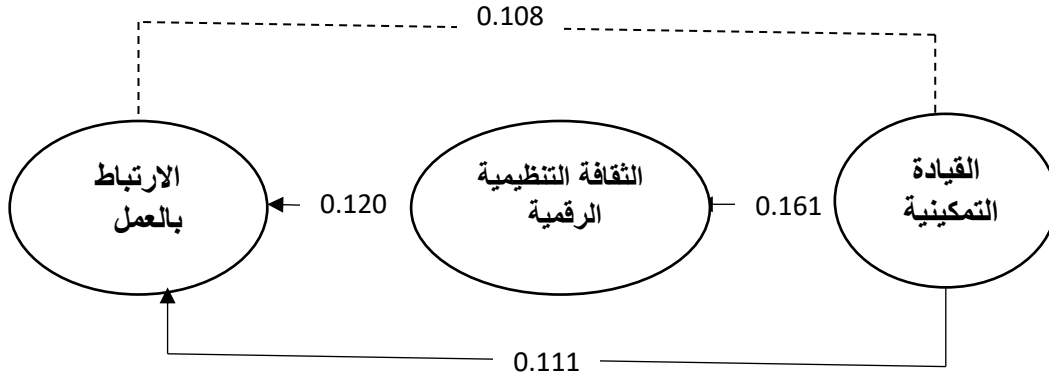 0.108
القيادة
التمكينية
0.161
الثقافة التنظيمية
الرقمية
0.120
الارتباط
بالعمل
0.111